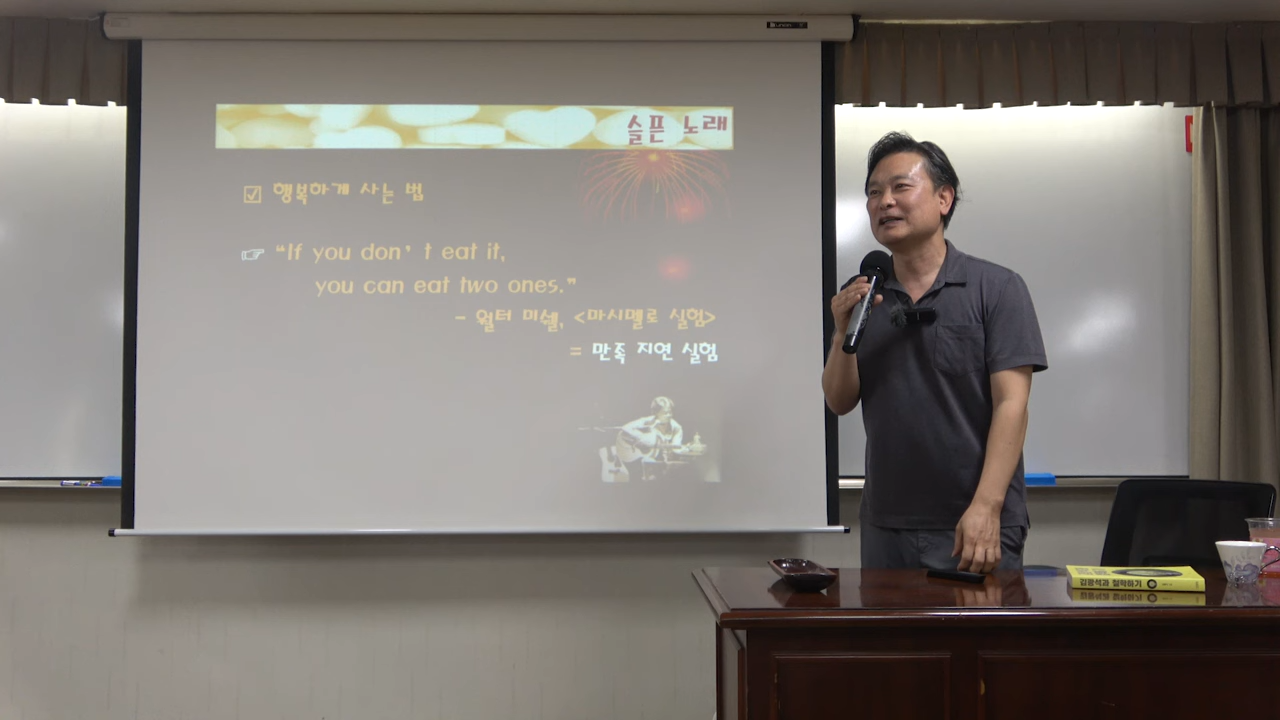 슬픈 노래
행복하게 사는 법
“If you don’t eat it,
you can eat two ones.”
- 월터 미쉘, <마시멜로 실험>
= 만족 지연 실험
김광석과 철학하기